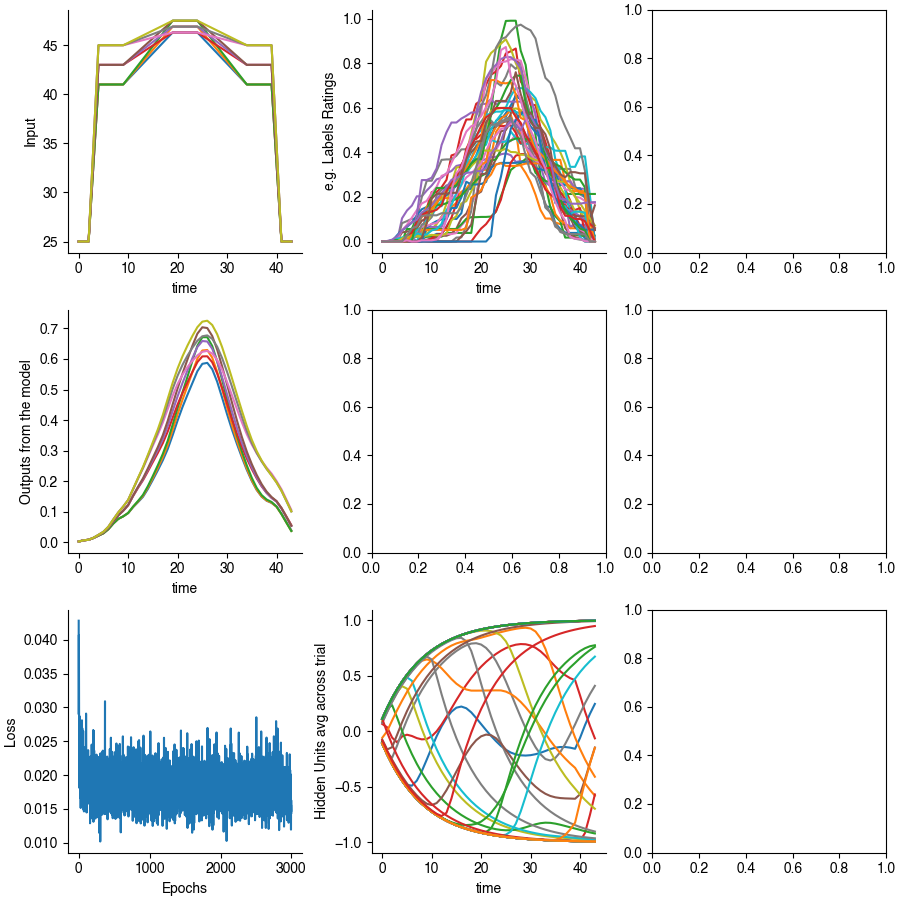 Input
45
40
35
30
25
0 10 20 30 40
time
e.g. Labels Ratings
1.0
0.8
0.6
0.4
0.2
0.0
0 10 20 30 40
time
1.0
0.8
0.6
0.4
0.2
0.0
0.0 0.2 0.4 0.6 0.8 1.0
Outputs from the model
0.7
0.6
0.5
0.4
0.3
0.2
0.1
0.0
0 10 20 30 40
time
1.0
0.8
0.6
0.4
0.2
0.0
0.0 0.2 0.4 0.6 0.8 1.0
1.0
0.8
0.6
0.4
0.2
0.0
0.0 0.2 0.4 0.6 0.8 1.0
Loss
0.040
0.035
0.030
0.025
0.020
0.015
0.010
0 1000 2000 3000
Epochs
Hidden Units avg across trial
1.0
0.5
0.0
−0.5
−1.0
0 10 20 30 40
time
1.0
0.8
0.6
0.4
0.2
0.0
0.0 0.2 0.4 0.6 0.8 1.0